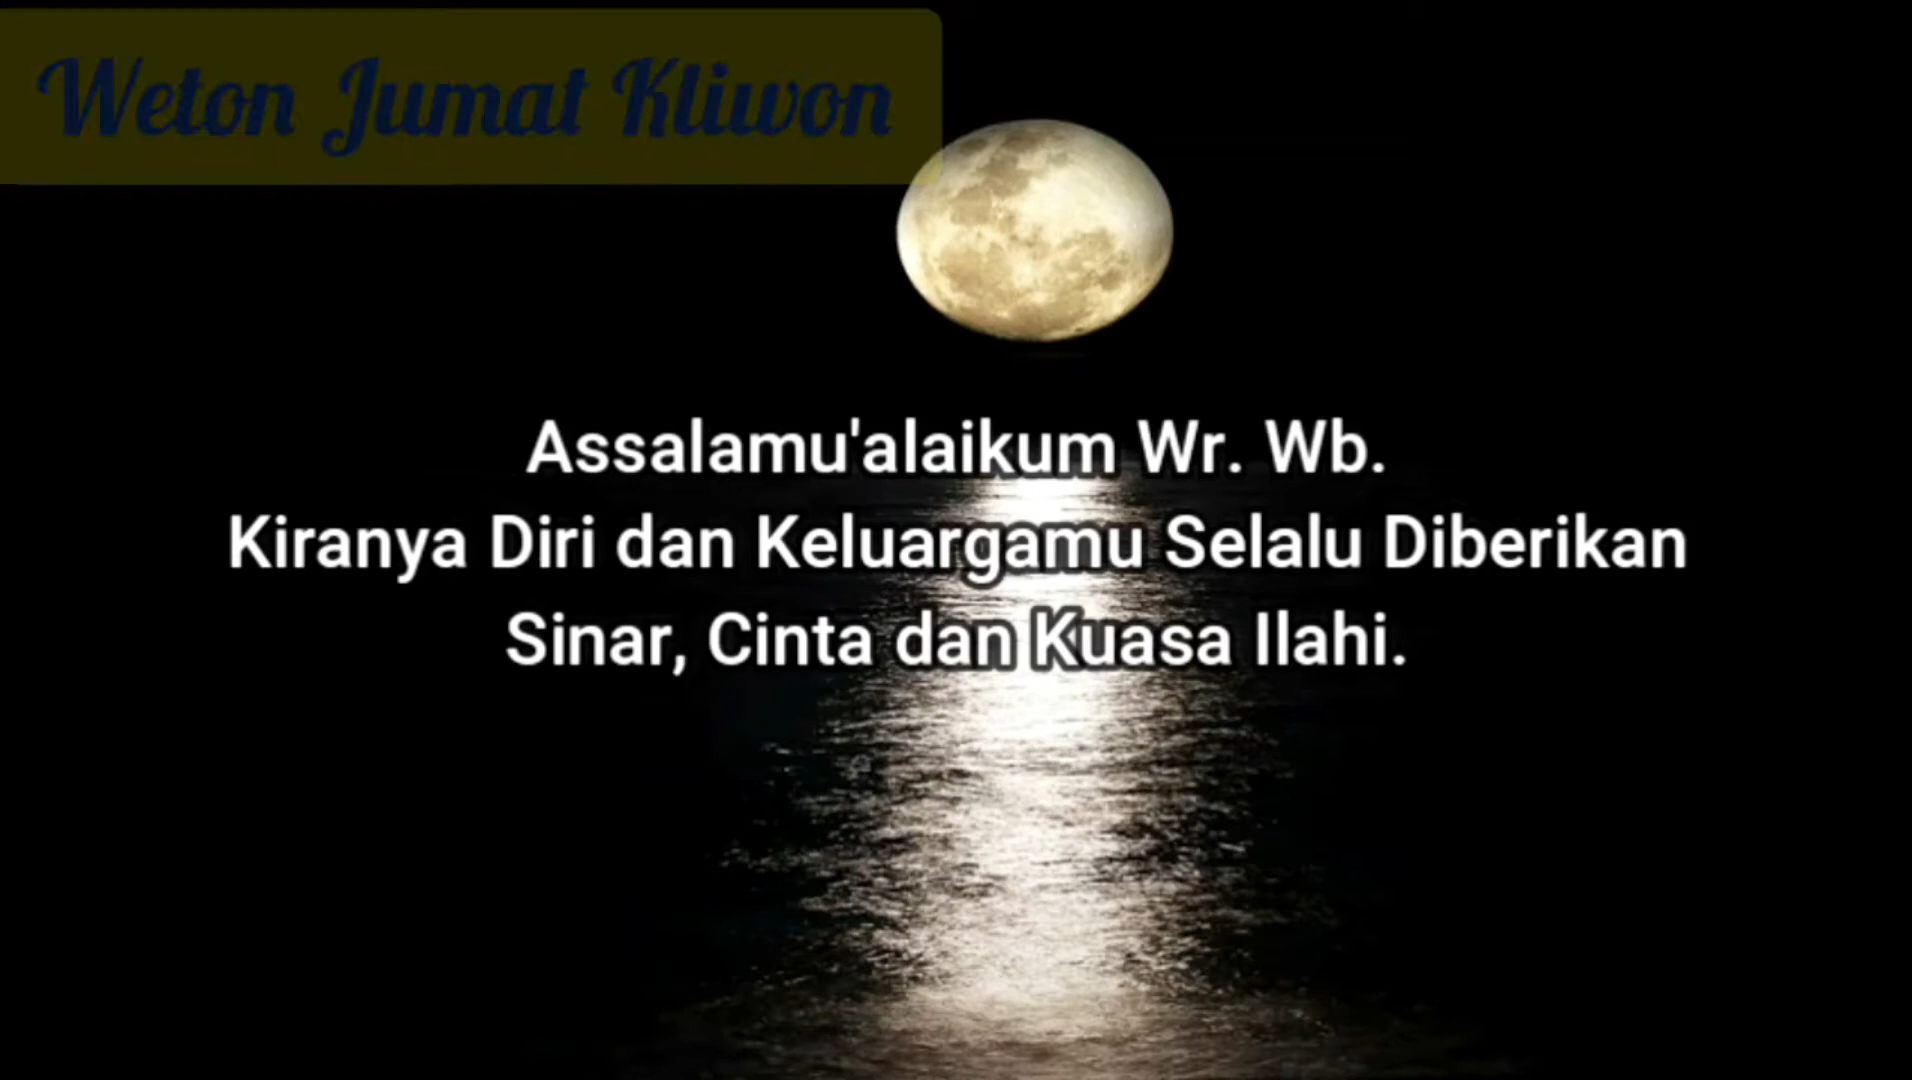 Weton Jumat Kliwon
Assalamu'alaikum Wr. Wb.
Kiranya Diri dan Keluargamu Selalu Diberikan
Sinar, Cinta dan Kuasa Ilahi.